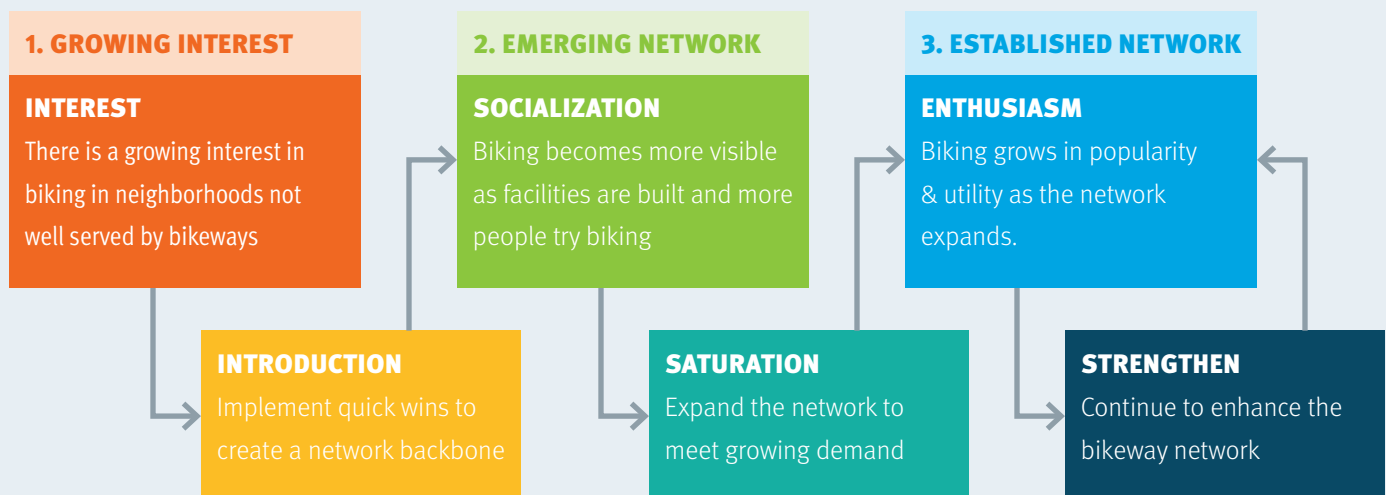 1. GROWING INTEREST
INTEREST
There is a growing interest in
biking in neighborhoods not
well served by bikeways
INTRODUCTION
Implement quick wins to
create a network backbone
2. EMERGING NETWORK
SOCIALIZATION
Biking becomes more visible
as facilities are built and more
people try biking
SATURATION
Expand the network to
meet growing demand
3. ESTABLISHED NETWORK
ENTHUSIASM
Biking grows in popularity
& utility as the network
expands.
STRENGTHEN
Continue to enhance the
bikeway network